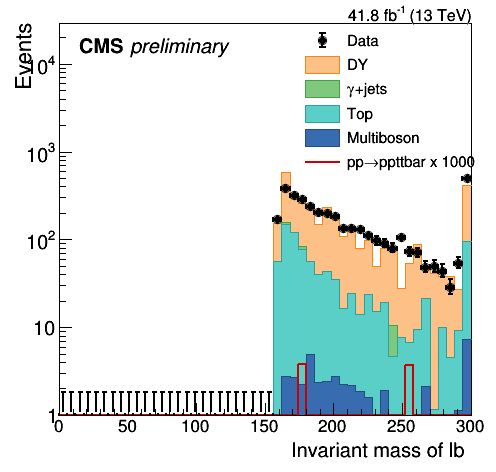 41.8 fb⁻¹ (13 TeV)
Events
CMS preliminary
Data
DY
γ+jets
Top
Multiboson
pp→ppttbar x 1000
10⁴
10³
10²
10
1
0 50 100 150 200 250 300
Invariant mass of lb